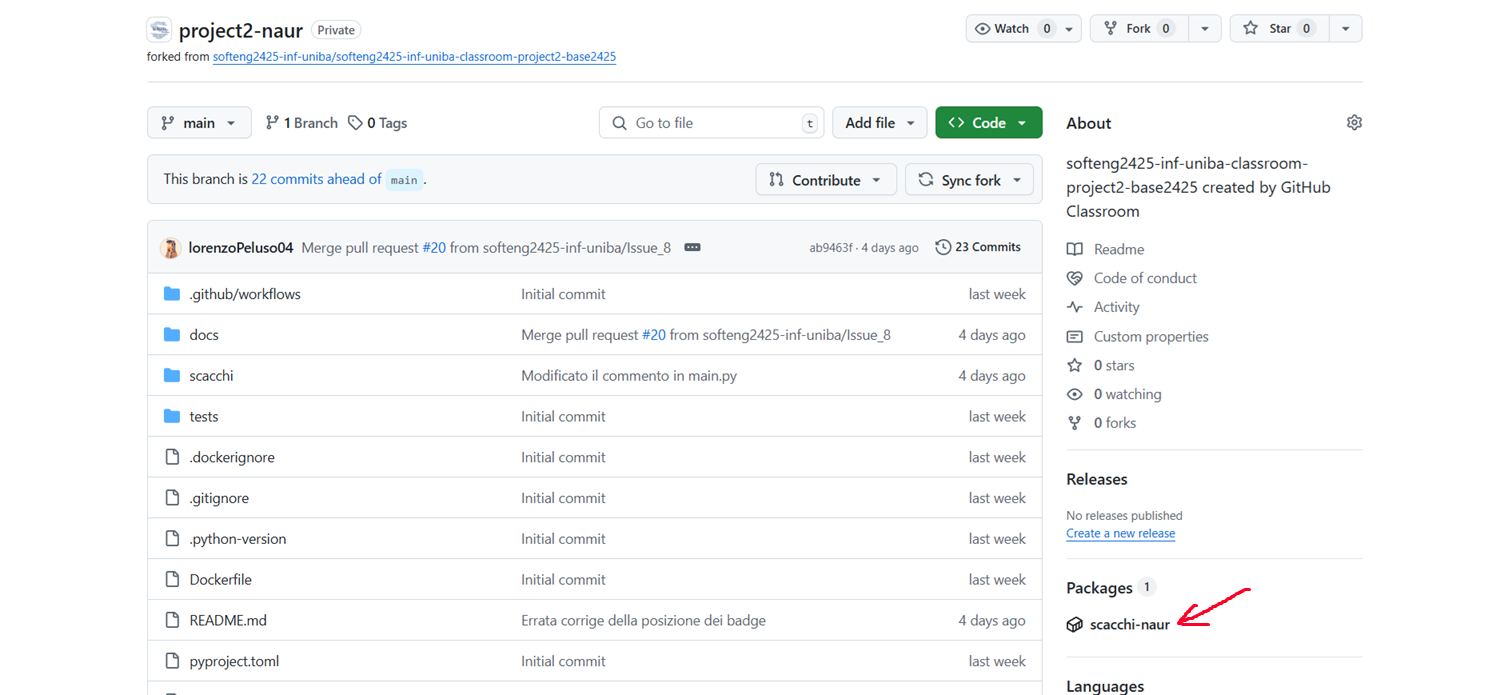 project2-naur Private Watch 0 Fork 0 Star 0
forked from softeng2425-inf-uniba/softeng2425-inf-uniba-classroom-project2-base2425
main 1 Branch 0 Tags Go to file t Add file Code
This branch is 22 commits ahead of main . Contribute Sync fork
lorenzoPeluso04 Merge pull request #20 from softeng2425-inf-uniba/Issue_8 ab9463f · 4 days ago 23 Commits
.github/workflows Initial commit last week
docs Merge pull request #20 from softeng2425-inf-uniba/Issue_8 4 days ago
scacchi Modificato il commento in main.py 4 days ago
tests Initial commit last week
.dockerignore Initial commit last week
.gitignore Initial commit last week
.python-version Initial commit last week
Dockerfile Initial commit last week
README.md Errata corrige della posizione dei badge 4 days ago
pyproject.toml Initial commit last week
About
softeng2425-inf-uniba-classroom-
project2-base2425 created by GitHub
Classroom
Readme
Code of conduct
Activity
Custom properties
0 stars
0 watching
0 forks
Releases
No releases published
Create a new release
Packages 1
scacchi-naur
Languages